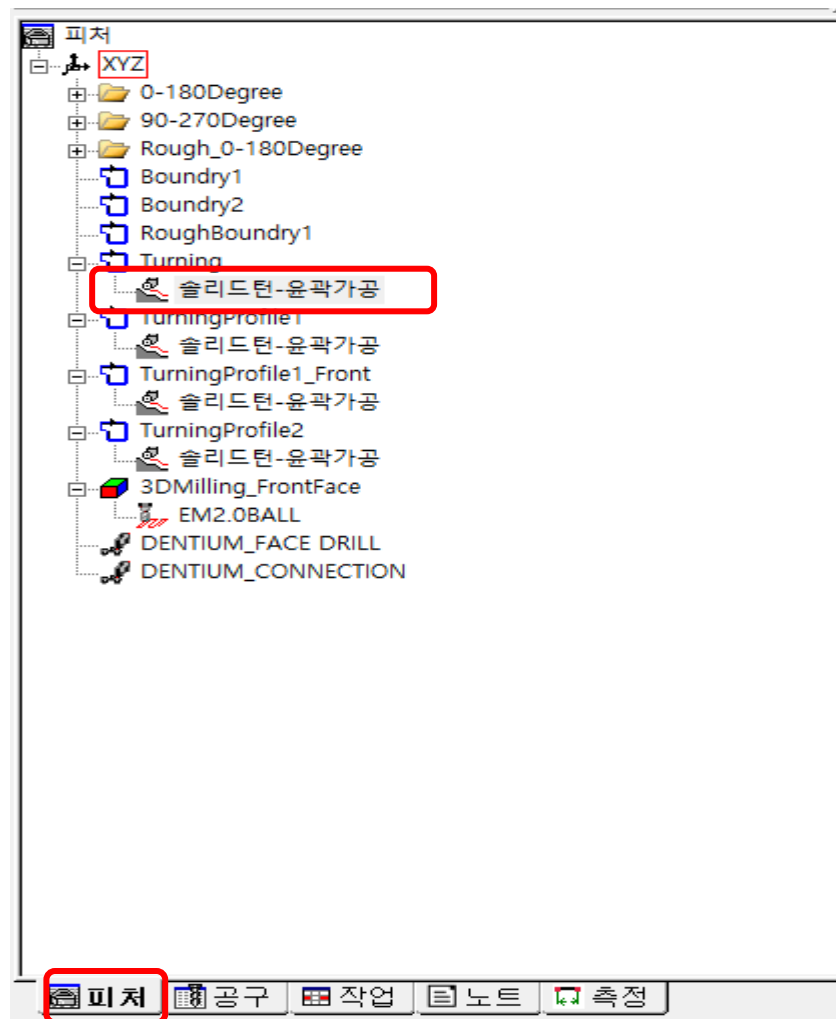 피처
XYZ
0-180Degree
90-270Degree
Rough_0-180Degree
Boundry1
Boundry2
RoughBoundry1
Turning
솔리드턴-윤곽가공
TurningProfile1
솔리드턴-윤곽가공
TurningProfile1_Front
솔리드턴-윤곽가공
TurningProfile2
솔리드턴-윤곽가공
3DMilling_FrontFace
EM2.0BALL
DENTIUM_FACE DRILL
DENTIUM_CONNECTION
피처 공구 작업 노트 측정